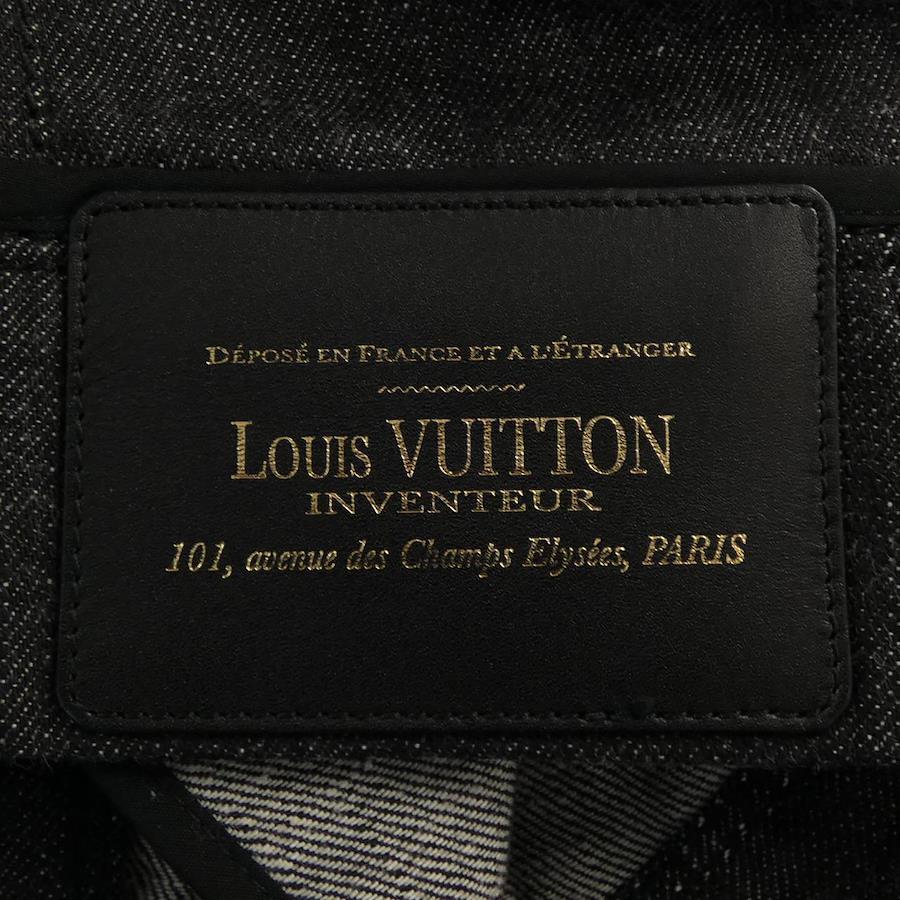 DÉPOSÉ EN FRANCE ET A L'ÉTRANGER
LOUIS VUITTON
INVENTEUR
101, avenue des Champs Elysées, PARIS